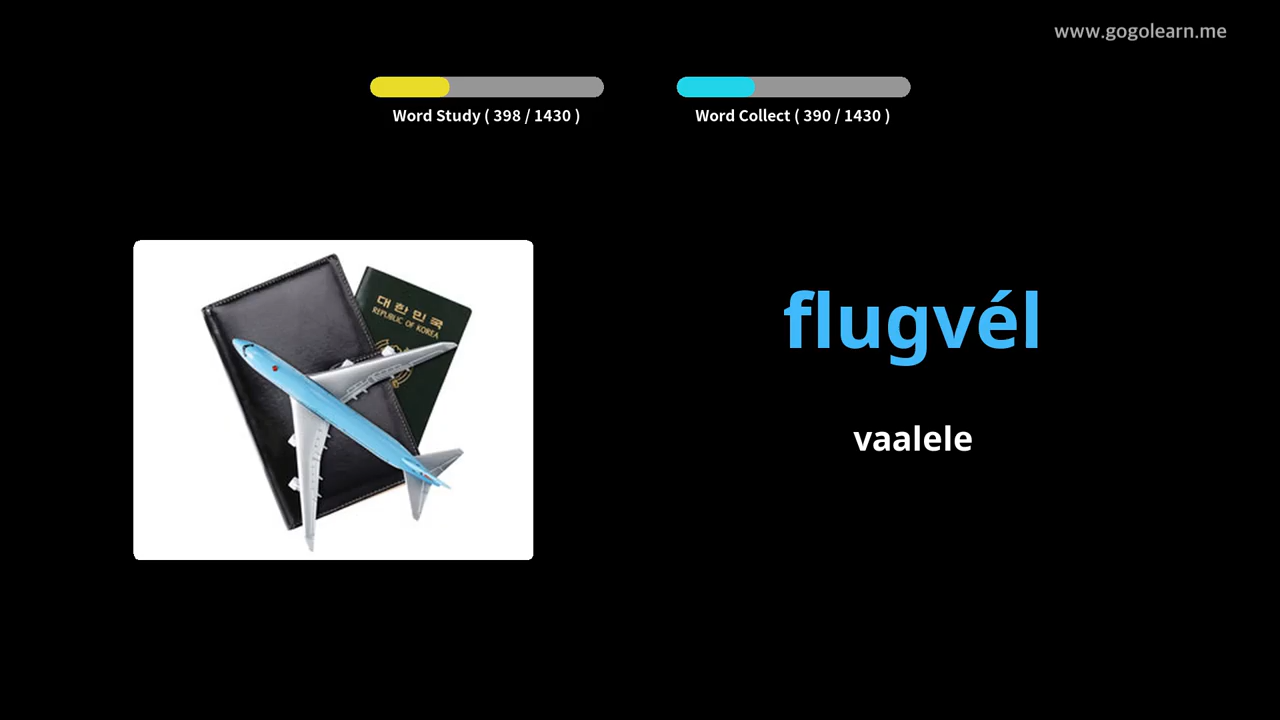 www.gogolearn.me
Word Study ( 398 / 1430 )
Word Collect ( 390 / 1430 )
대한민국
REPUBLIC OF KOREA
flugvél
vaalele